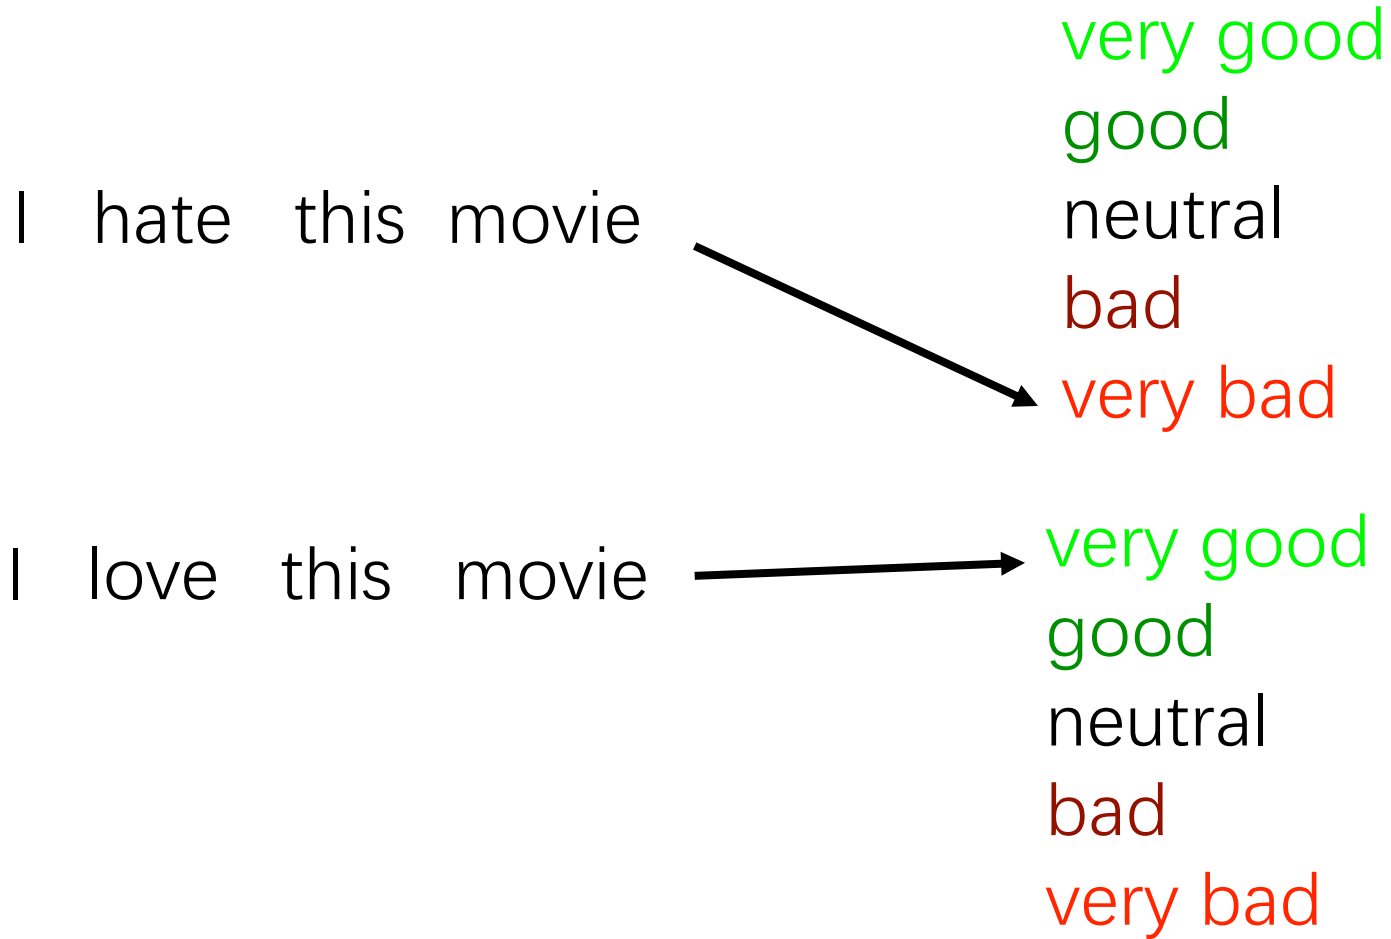 I hate this movie
very good
good
neutral
bad
very bad
I love this movie
very good
good
neutral
bad
very bad